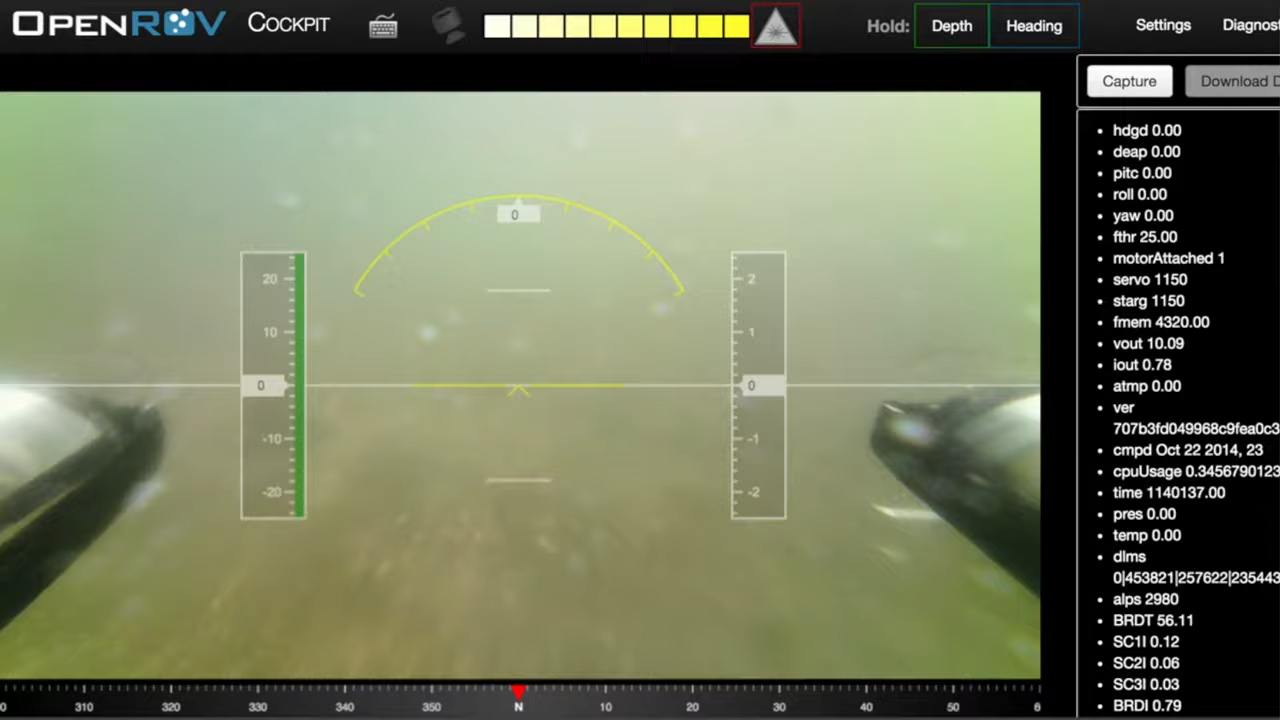 OPENROV COCKPIT Hold: Depth Heading Settings Diagnost
Capture Download D
hdgd 0.00
deap 0.00
pitc 0.00
roll 0.00
yaw 0.00
fthr 25.00
motorAttached 1
servo 1150
starg 1150
fmem 4320.00
vout 10.09
iout 0.78
atmp 0.00
ver
707b3fd049968c9fea0c3
cmpd Oct 22 2014, 23
cpuUsage 0.3456790123
time 1140137.00
pres 0.00
temp 0.00
dlms
0|453821|257622|235443
alps 2980
BRDT 56.11
SC1I 0.12
SC2I 0.06
SC3I 0.03
BRDI 0.79
0
20
10
0
-10
-20
2
1
0
-1
-2
0 310 320 330 340 350 N 10 20 30 40 50 6